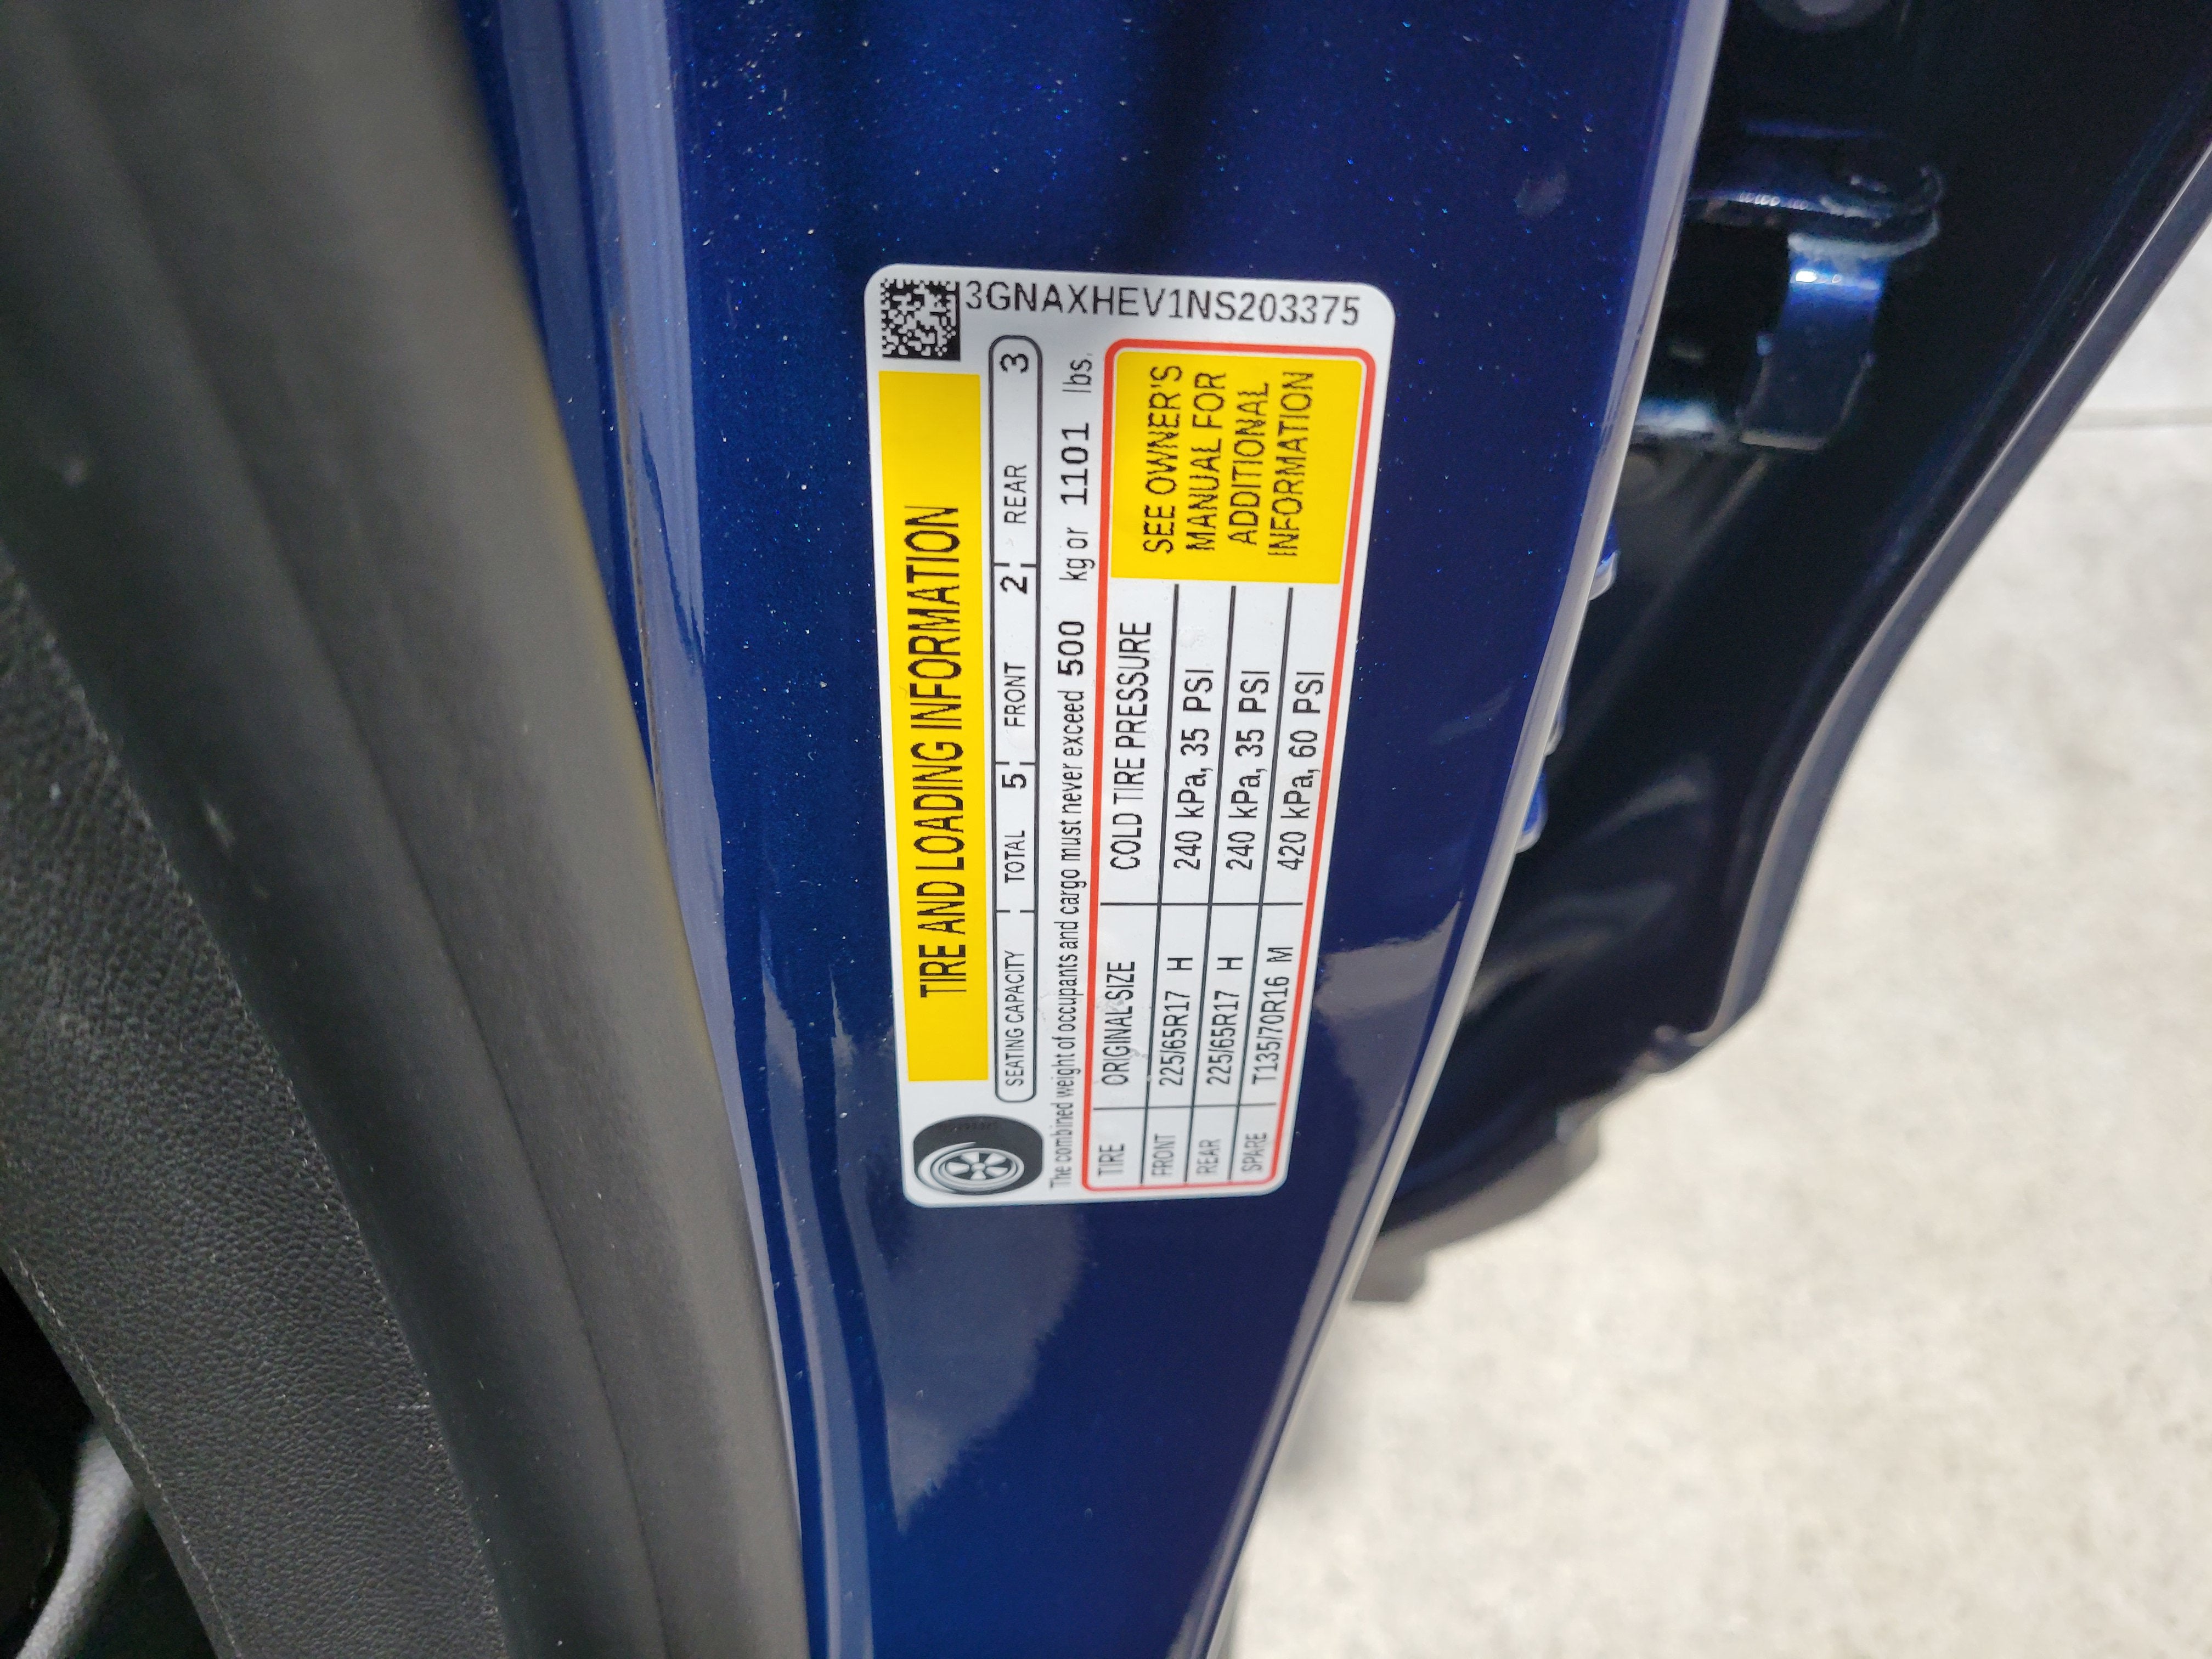 3GNAXHEV1NS203375
TIRE AND LOADING INFORMATION
SEATING CAPACITY TOTAL 5 FRONT 2 REAR 3
The combined weight of occupants and cargo must never exceed 500 kg or 1101 lbs.
TIRE ORIGINAL SIZE COLD TIRE PRESSURE
FRONT 225/65R17 H 240 kPa, 35 PSI
REAR 225/65R17 H 240 kPa, 35 PSI
SPARE T135/70R16 M 420 kPa, 60 PSI
SEE OWNER'S
MANUAL FOR
ADDITIONAL
INFORMATION